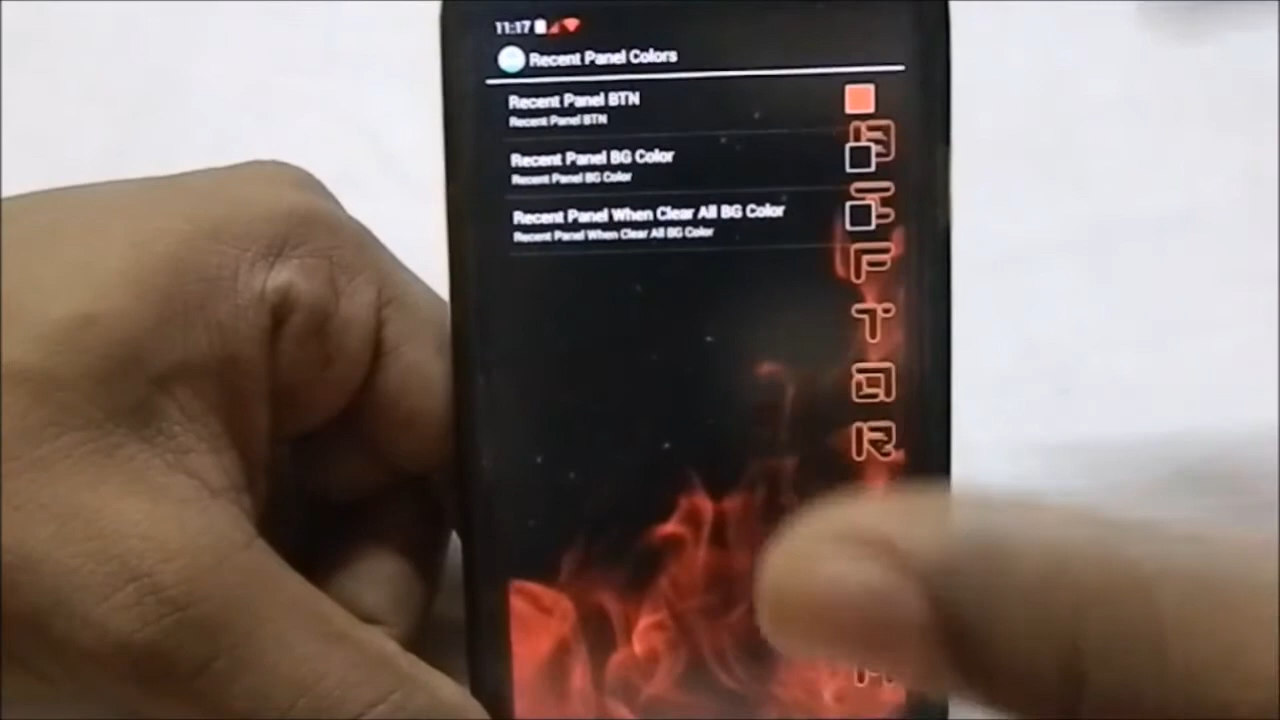 11:17
Recent Panel Colors
Recent Panel BTN
Recent Panel BTN
Recent Panel BG Color
Recent Panel BG Color
Recent Panel When Clear All BG Color
Recent Panel When Clear All BG Color
F
T
A
R